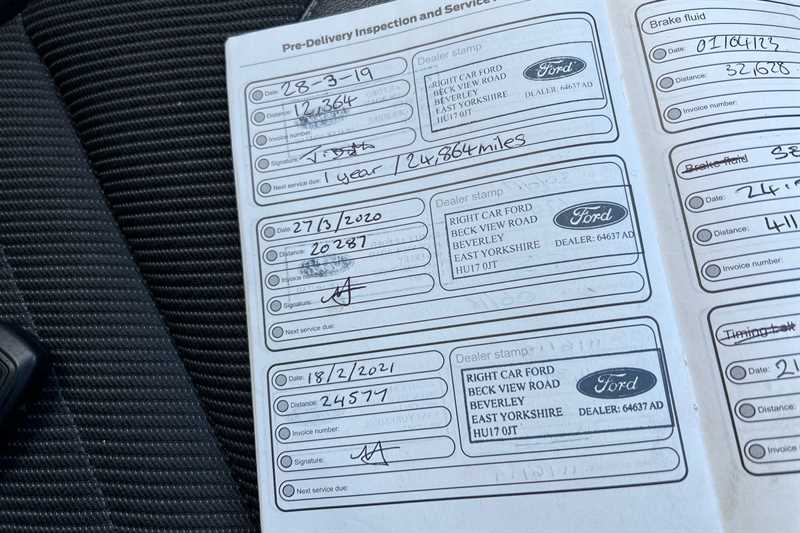 Pre-Delivery Inspection and Service
Date: 28-3-19
Distance: 12,364
Invoice number:
Signature:
Next service due: 1 year / 24,864 miles
Dealer stamp
RIGHT CAR FORD
BECK VIEW ROAD
BEVERLEY
EAST YORKSHIRE
HU17 0JT
Ford
DEALER: 64637 AD
Date: 27/3/2020
Distance: 20287
Invoice number:
Signature:
Next service due:
Dealer stamp
RIGHT CAR FORD
BECK VIEW ROAD
BEVERLEY
EAST YORKSHIRE
HU17 0JT
Ford
DEALER: 64637 AD
Date: 18/2/2021
Distance: 24577
Invoice number:
Signature:
Next service due:
Dealer stamp
RIGHT CAR FORD
BECK VIEW ROAD
BEVERLEY
EAST YORKSHIRE
HU17 0JT
Ford
DEALER: 64637 AD
Brake fluid
Date: 01/04/23
Distance: 32,628
Invoice number:
Brake fluid SE
Date: 24
Distance: 411
Invoice number:
Timing belt
Date: 21
Distance:
Invoice